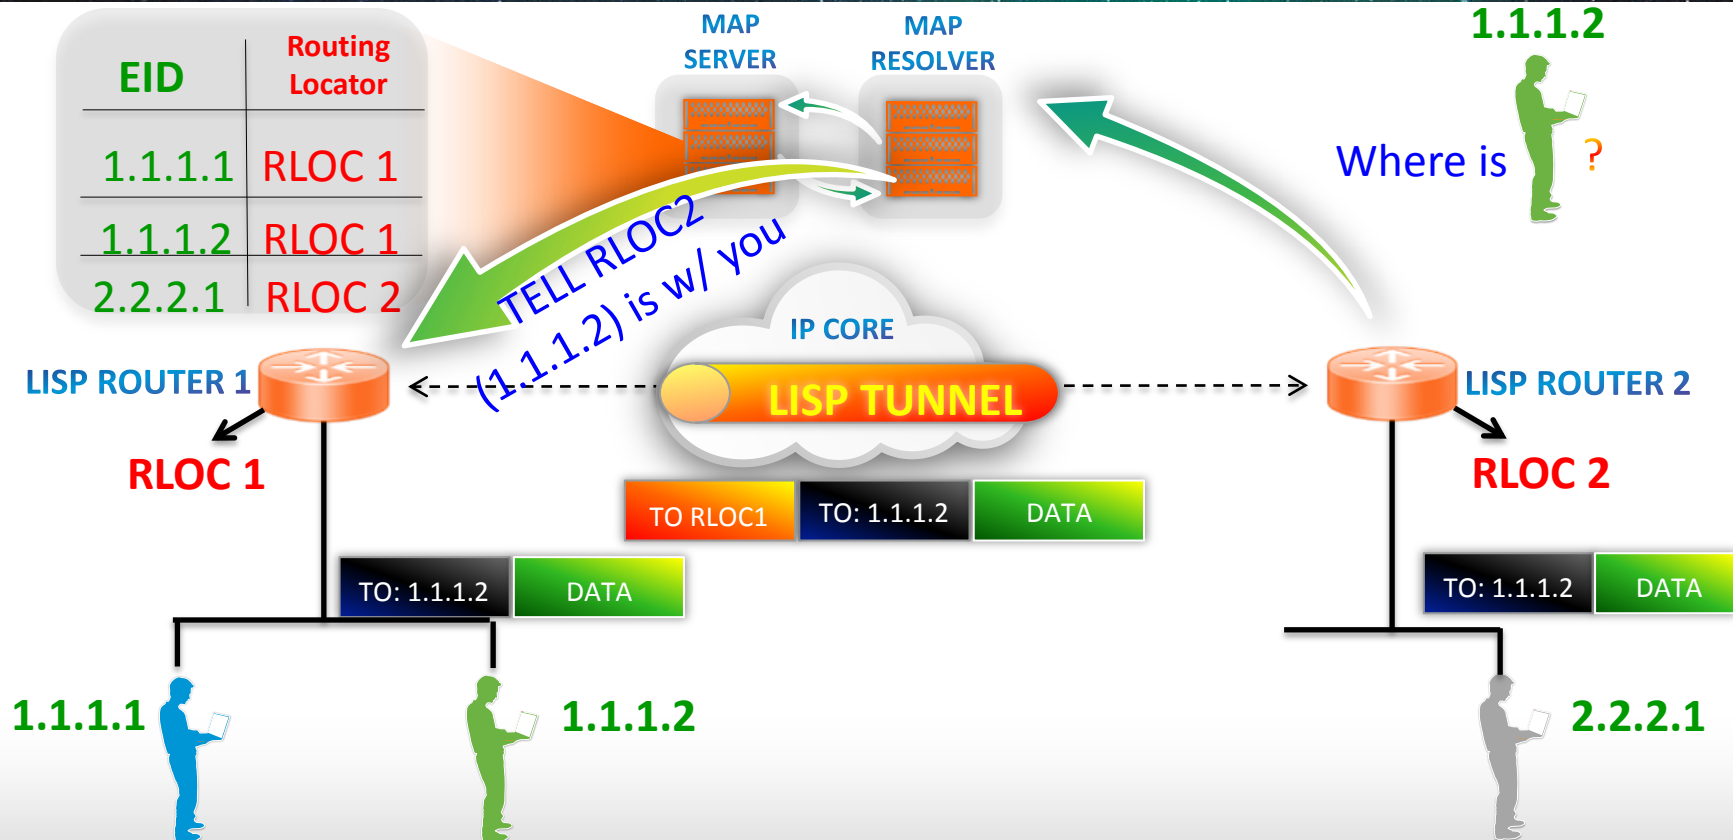 EID
Routing
Locator
1.1.1.1 RLOC 1
1.1.1.2 RLOC 1
2.2.2.1 RLOC 2
MAP
SERVER
MAP
RESOLVER
1.1.1.2
Where is ?
TELL RLOC2
(1.1.1.2) is w/ you
IP CORE
LISP TUNNEL
LISP ROUTER 1
RLOC 1
LISP ROUTER 2
RLOC 2
TO RLOC1 TO: 1.1.1.2 DATA
TO: 1.1.1.2 DATA
TO: 1.1.1.2 DATA
1.1.1.1
1.1.1.2
2.2.2.1